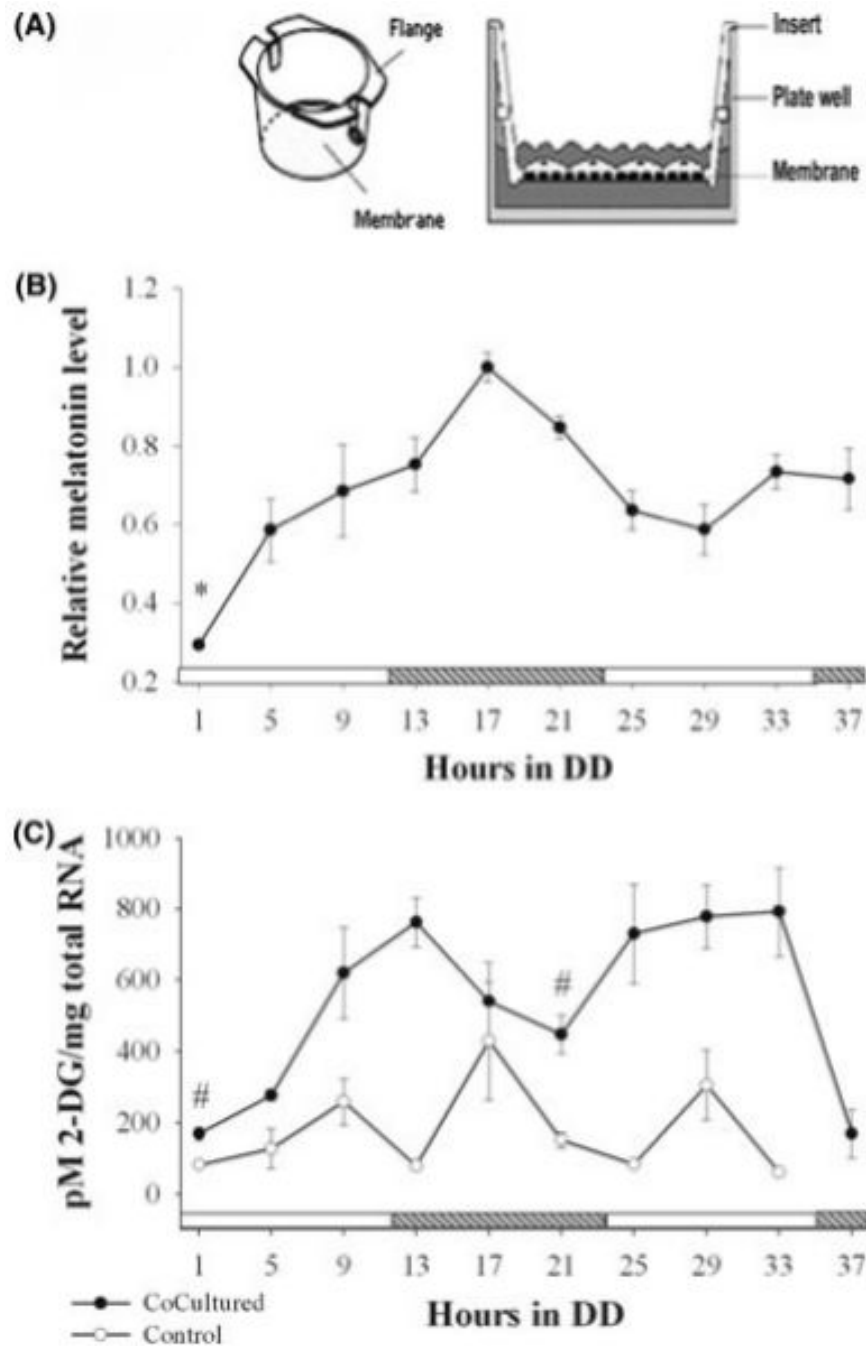 (A)
Flange
Membrane
Insert
Plate well
Membrane
(B)
Relative melatonin level
1.2
1.0
0.8
0.6
0.4
0.2
*
1 5 9 13 17 21 25 29 33 37
Hours in DD
(C)
pM 2-DG/mg total RNA
1000
800
600
400
200
0
#
#
1 5 9 13 17 21 25 29 33 37
Hours in DD
CoCultured
Control